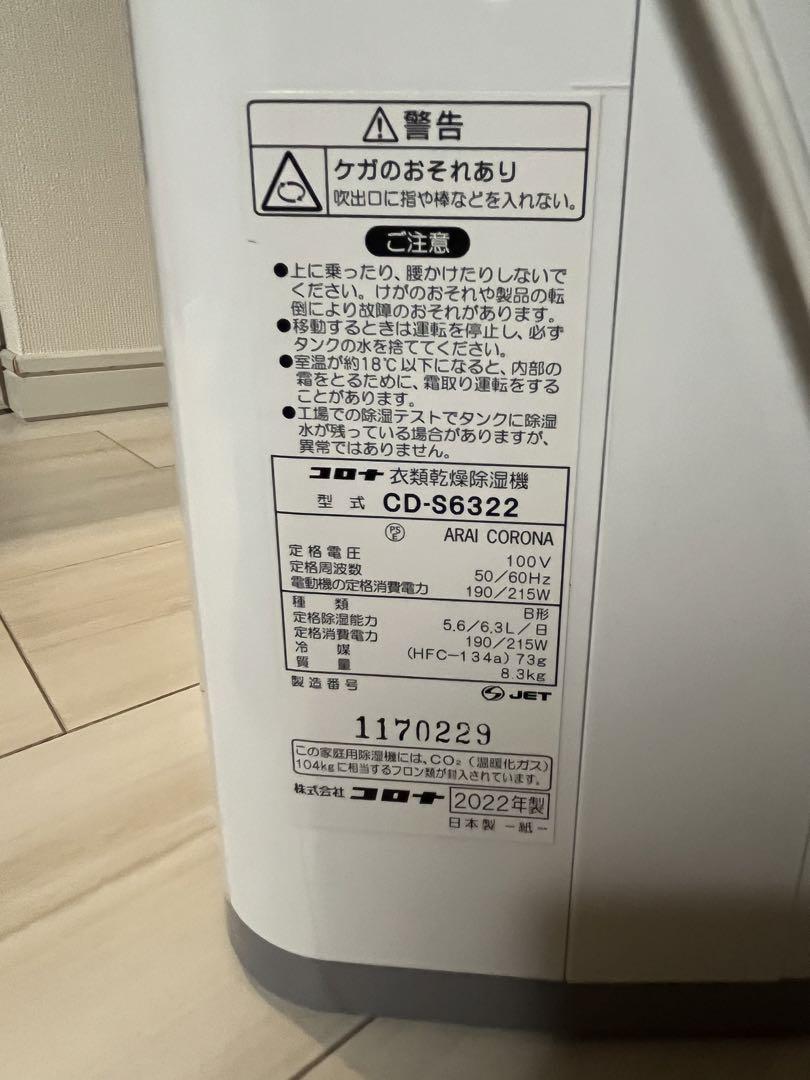 警告
ケガのおそれあり
吹出口に指や棒などを入れない。
ご注意
●上に乗ったり、腰かけたりしないで
ください。けがのおそれや製品の転
倒により故障のおそれがあります。
●移動するときは運転を停止し、必ず
タンクの水を捨ててください。
●室温が約18℃以下になると、内部の
霜をとるために、霜取り運転をする
ことがあります。
●工場での除湿テストでタンクに除湿
水が残っている場合がありますが、
異常ではありません。
コロナ 衣類乾燥除湿機
型式 CD-S6322
PSE ARAI CORONA
定格電圧 100V
定格周波数 50/60Hz
電動機の定格消費電力 190/215W
種類 B形
定格除湿能力 5.6/6.3L/日
定格消費電力 190/215W
冷媒 (HFC-134a) 73g
質量 8.3kg
製造番号 JET
1170229
この家庭用除湿機には、CO₂(温暖化ガス)
104kgに相当するフロン類が封入されています。
株式会社 コロナ 2022年製
日本製 -紙-